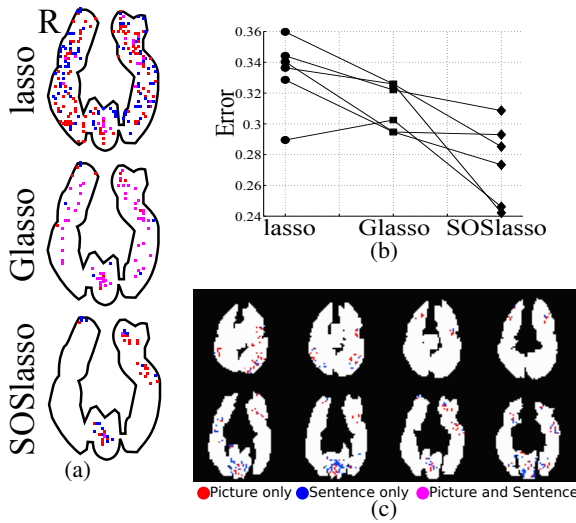 R
lasso
Glasso
SOSlasso
(a)
Error
0.36
0.34
0.32
0.3
0.28
0.26
0.24
lasso Glasso SOSlasso
(b)
Picture only Sentence only Picture and Sentence
(c)